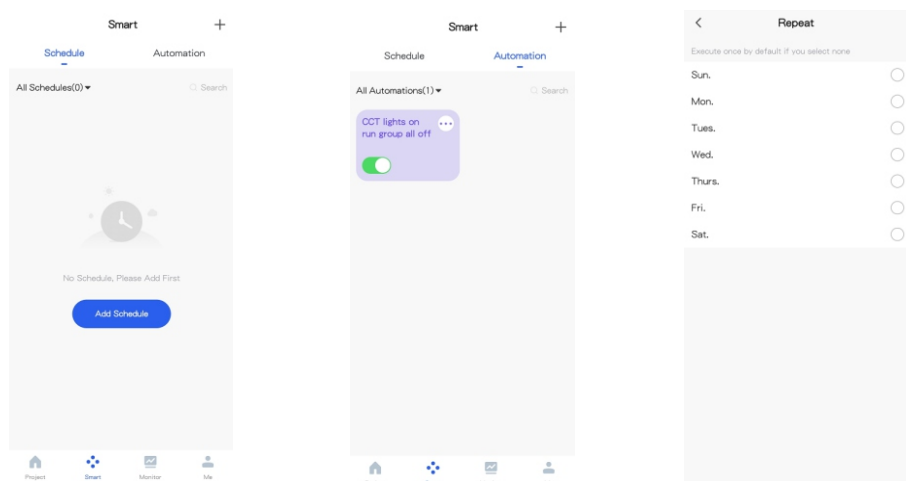 Smart
Schedule Automation
All Schedules(0)
Search
No Schedule, Please Add First
Add Schedule
Project Smart Monitor Me
Smart
Schedule Automation
All Automations(1)
Search
CCT lights on
run group all off
Repeat
Execute once by default if you select none
Sun.
Mon.
Tues.
Wed.
Thurs.
Fri.
Sat.